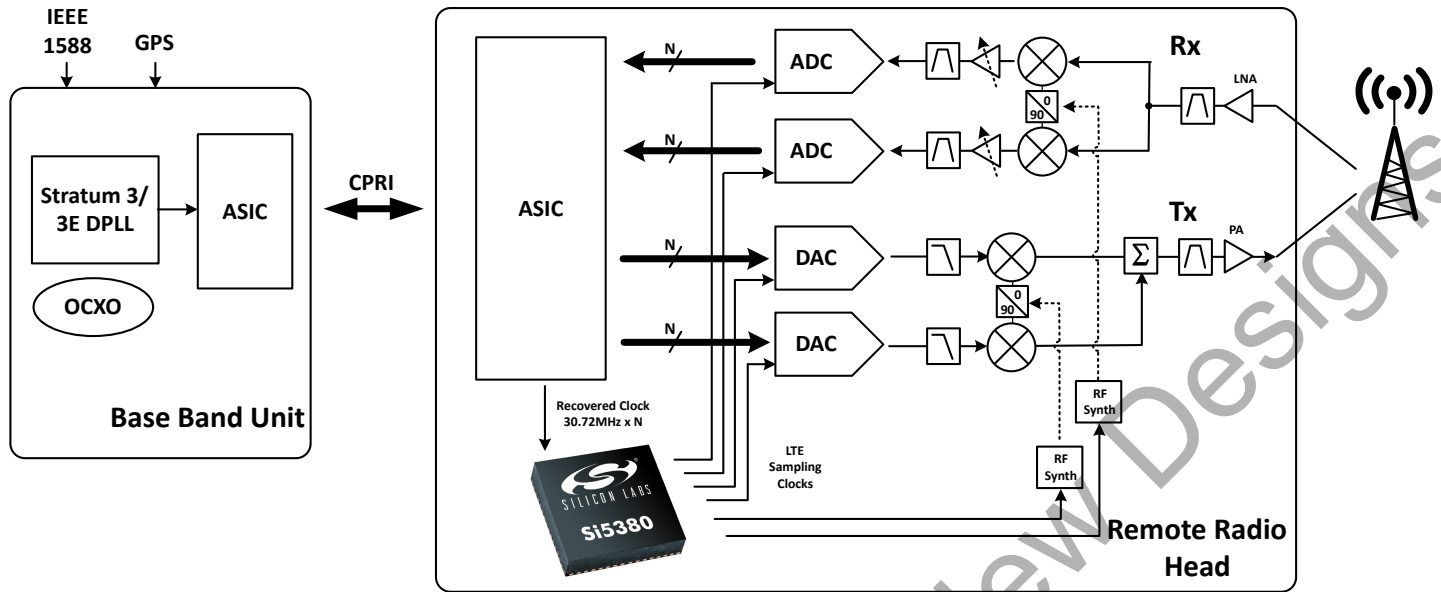 IEEE
1588
GPS
Stratum 3/
3E DPLL
ASIC
OCXO
Base Band Unit
CPRI
ASIC
N
ADC
N
ADC
N
DAC
N
DAC
0
90
0
90
Rx
LNA
Tx
Σ
PA
Recovered Clock
30.72MHz x N
LTE
Sampling
Clocks
RF
Synth
RF
Synth
SILICON LABS
®
Si5380
Remote Radio
Head
New Designs